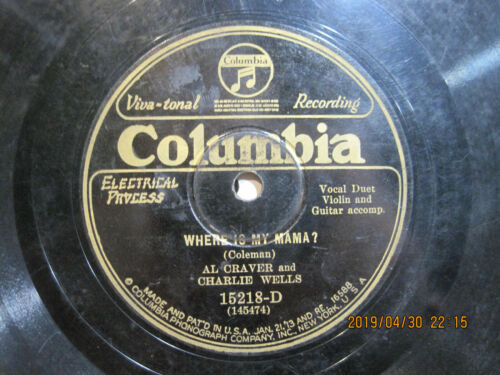 Columbia
Viva-tonal Recording
Columbia
ELECTRICAL
PROCESS
Vocal Duet
Violin and
Guitar accomp.
WHERE IS MY MAMA?
(Coleman)
AL CRAVER and
CHARLIE WELLS
15218-D
(145474)
MADE AND PAT'D IN U.S.A. JAN. 21, '13 AND RE. 16588
© COLUMBIA PHONOGRAPH COMPANY, INC., NEW YORK, U.S.A.
2019/04/30 22:15